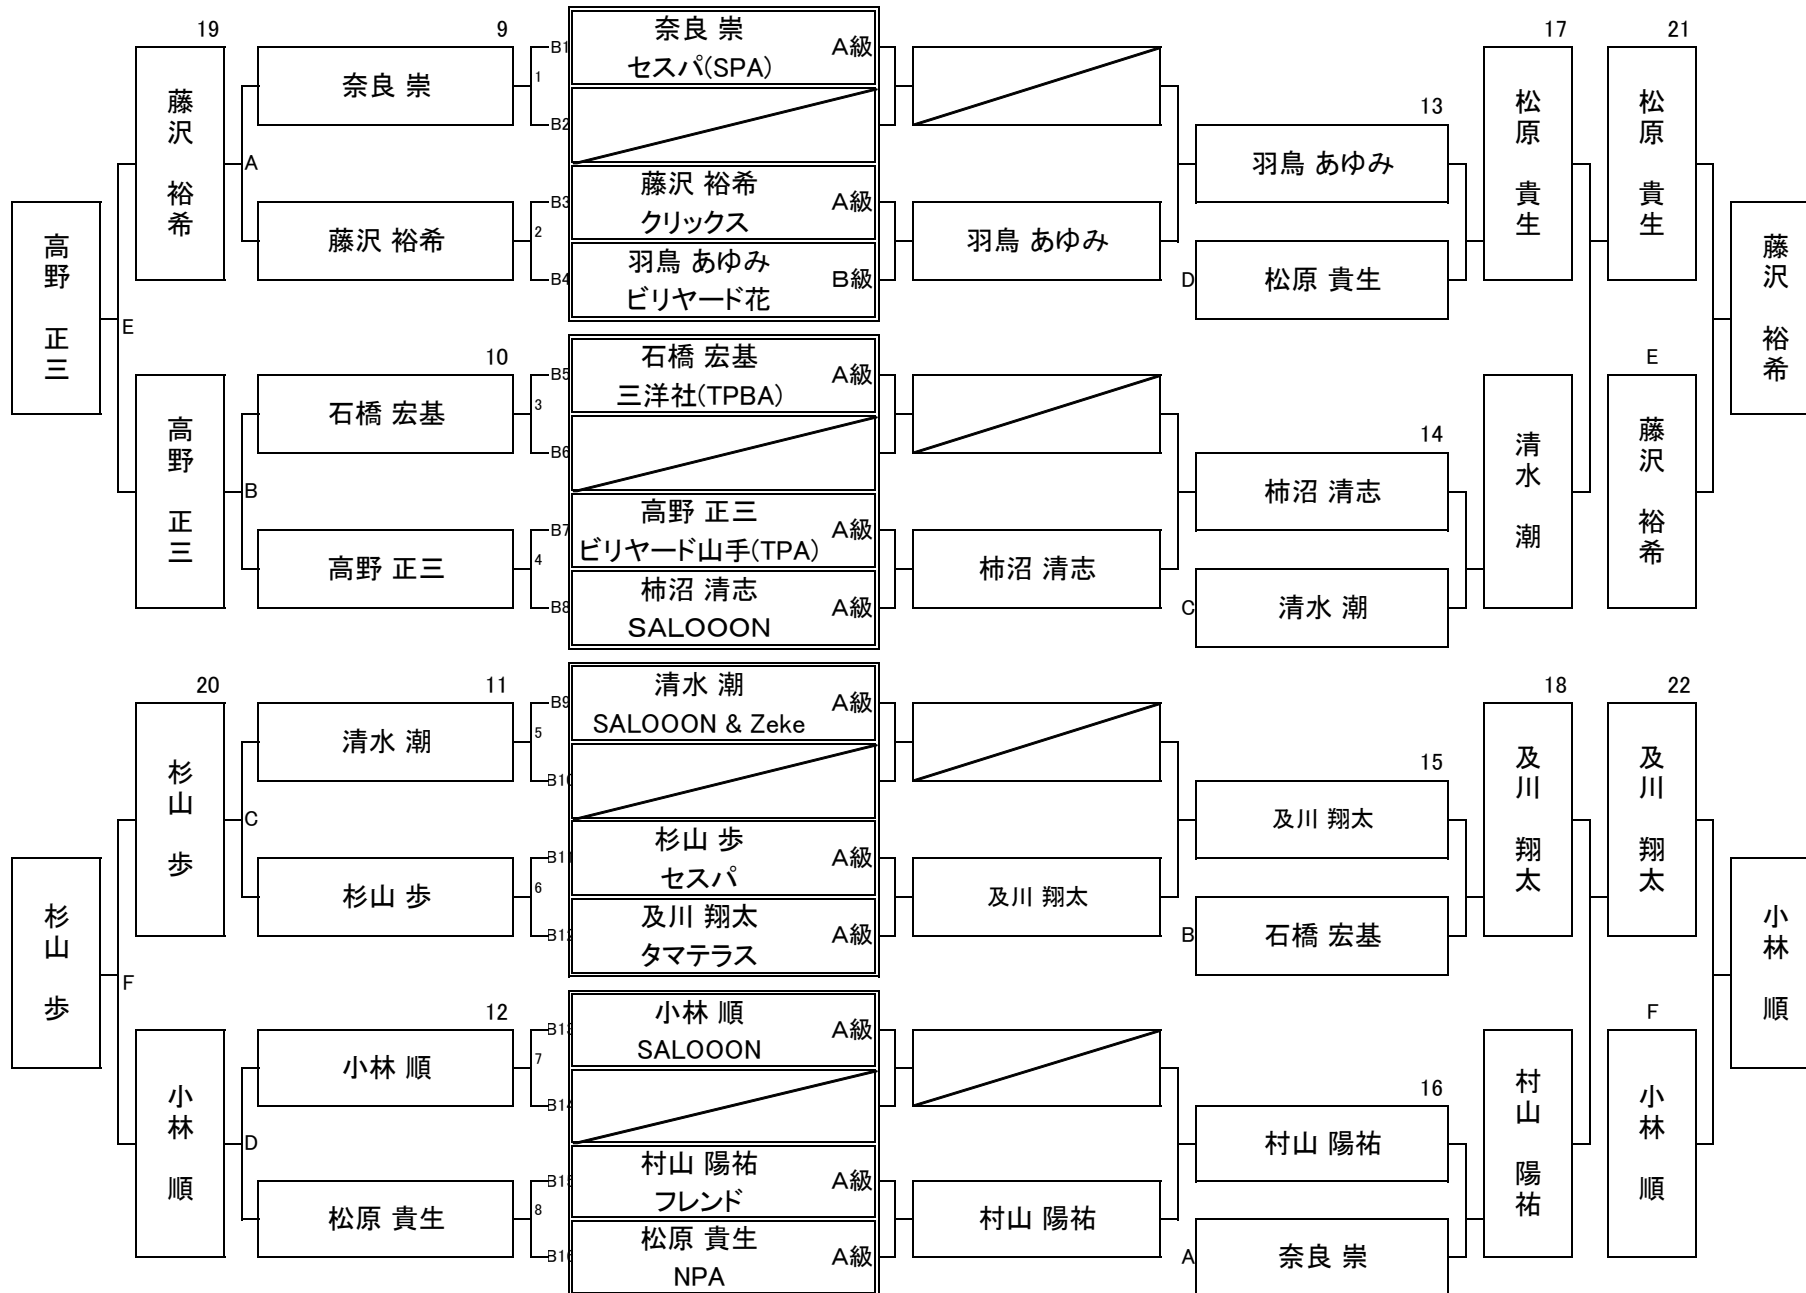 19
9
17
21
13
藤沢 裕希
奈良 崇
B1
1
B2
奈良 崇
A級
セスパ(SPA)
羽鳥 あゆみ
松原 貴生
松原 貴生
A
高野 正三
E
藤沢 裕希
B3
2
B4
藤沢 裕希
A級
クリックス
羽鳥 あゆみ
B級
ビリヤード花
羽鳥 あゆみ
D
松原 貴生
藤沢 裕希
10
14
E
高野 正三
石橋 宏基
B5
3
B6
石橋 宏基
A級
三洋社(TPBA)
柿沼 清志
清水 潮
藤沢 裕希
B
高野 正三
B7
4
B8
高野 正三
A級
ビリヤード山手(TPA)
柿沼 清志
A級
SALOOON
柿沼 清志
C
清水 潮
20
11
18
22
15
杉山 歩
清水 潮
B9
5
B10
清水 潮
A級
SALOOON & Zeke
及川 翔太
及川 翔太
及川 翔太
C
杉山 歩
F
杉山 歩
B11
6
B12
杉山 歩
A級
セスパ
及川 翔太
A級
タマテラス
及川 翔太
B
石橋 宏基
小林 順
12
16
F
小林 順
小林 順
B13
7
B14
小林 順
A級
SALOOON
村山 陽祐
村山 陽祐
小林 順
D
松原 貴生
B15
8
B16
村山 陽祐
A級
フレンド
松原 貴生
A級
NPA
村山 陽祐
A
奈良 崇